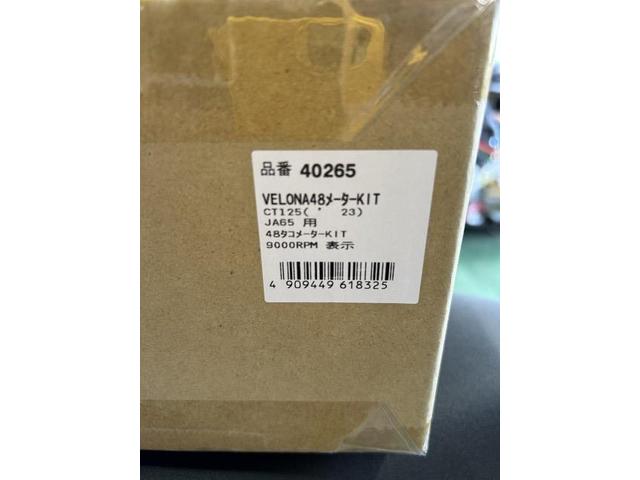 品番 40265
VELONA48メーターKIT
CT125(' 23)
JA65 用
48タコメーターKIT
9000RPM 表示
4 909449 618325